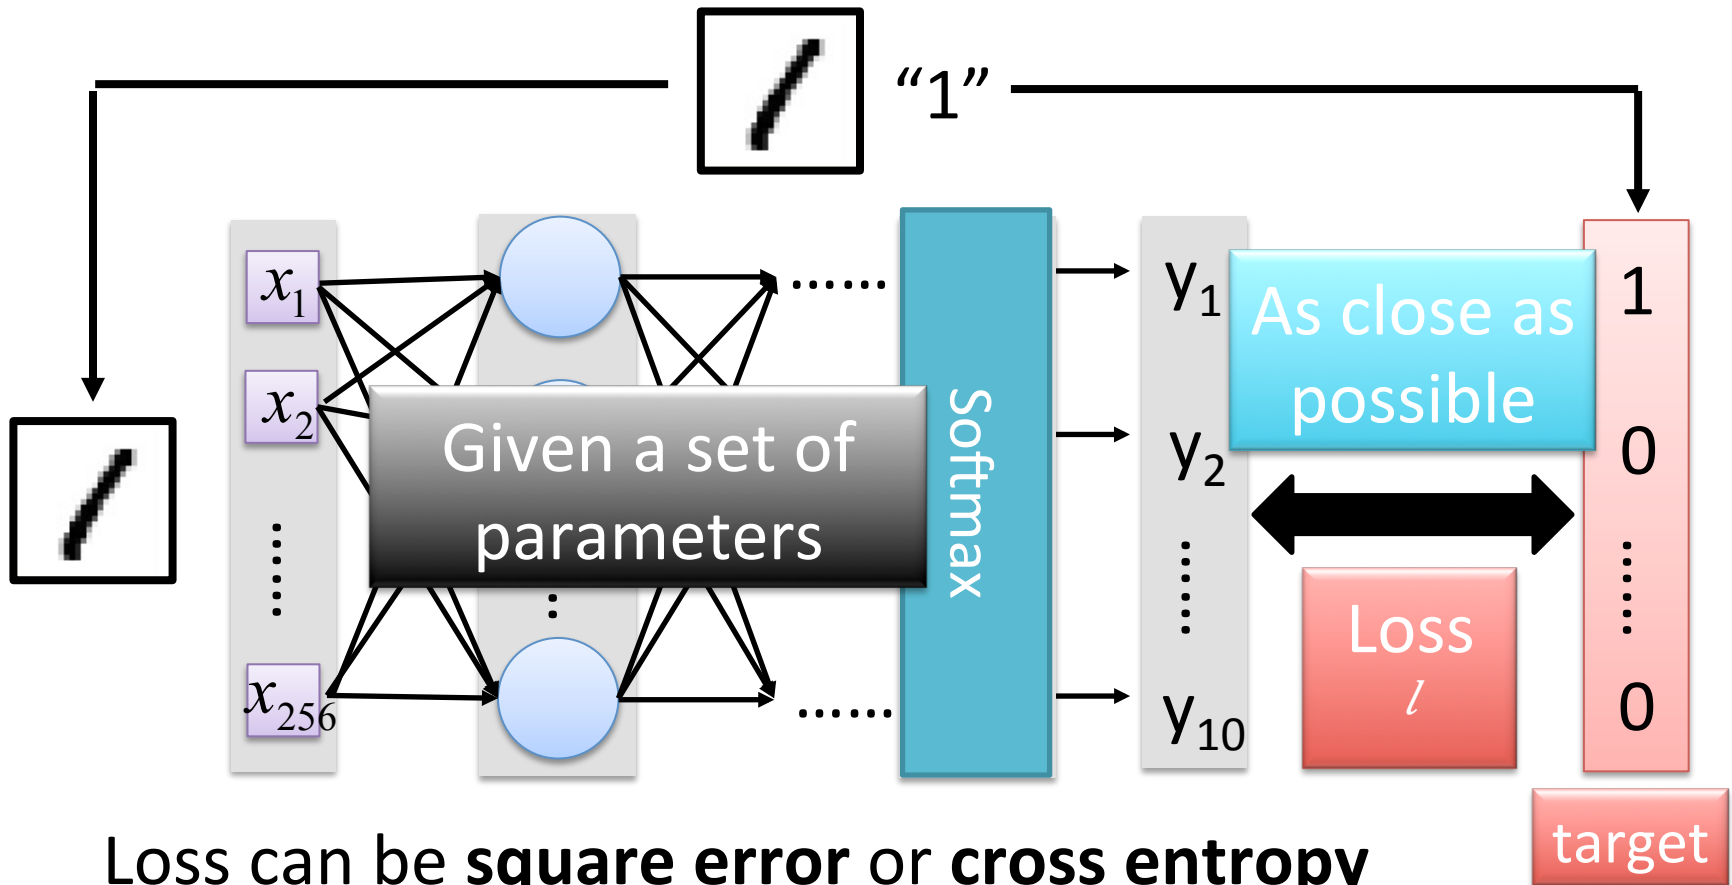 “1”
x1
x2
x256
Given a set of
parameters
Softmax
y1
y2
y10
As close as
possible
Loss
l
1
0
0
target
Loss can be square error or cross entropy